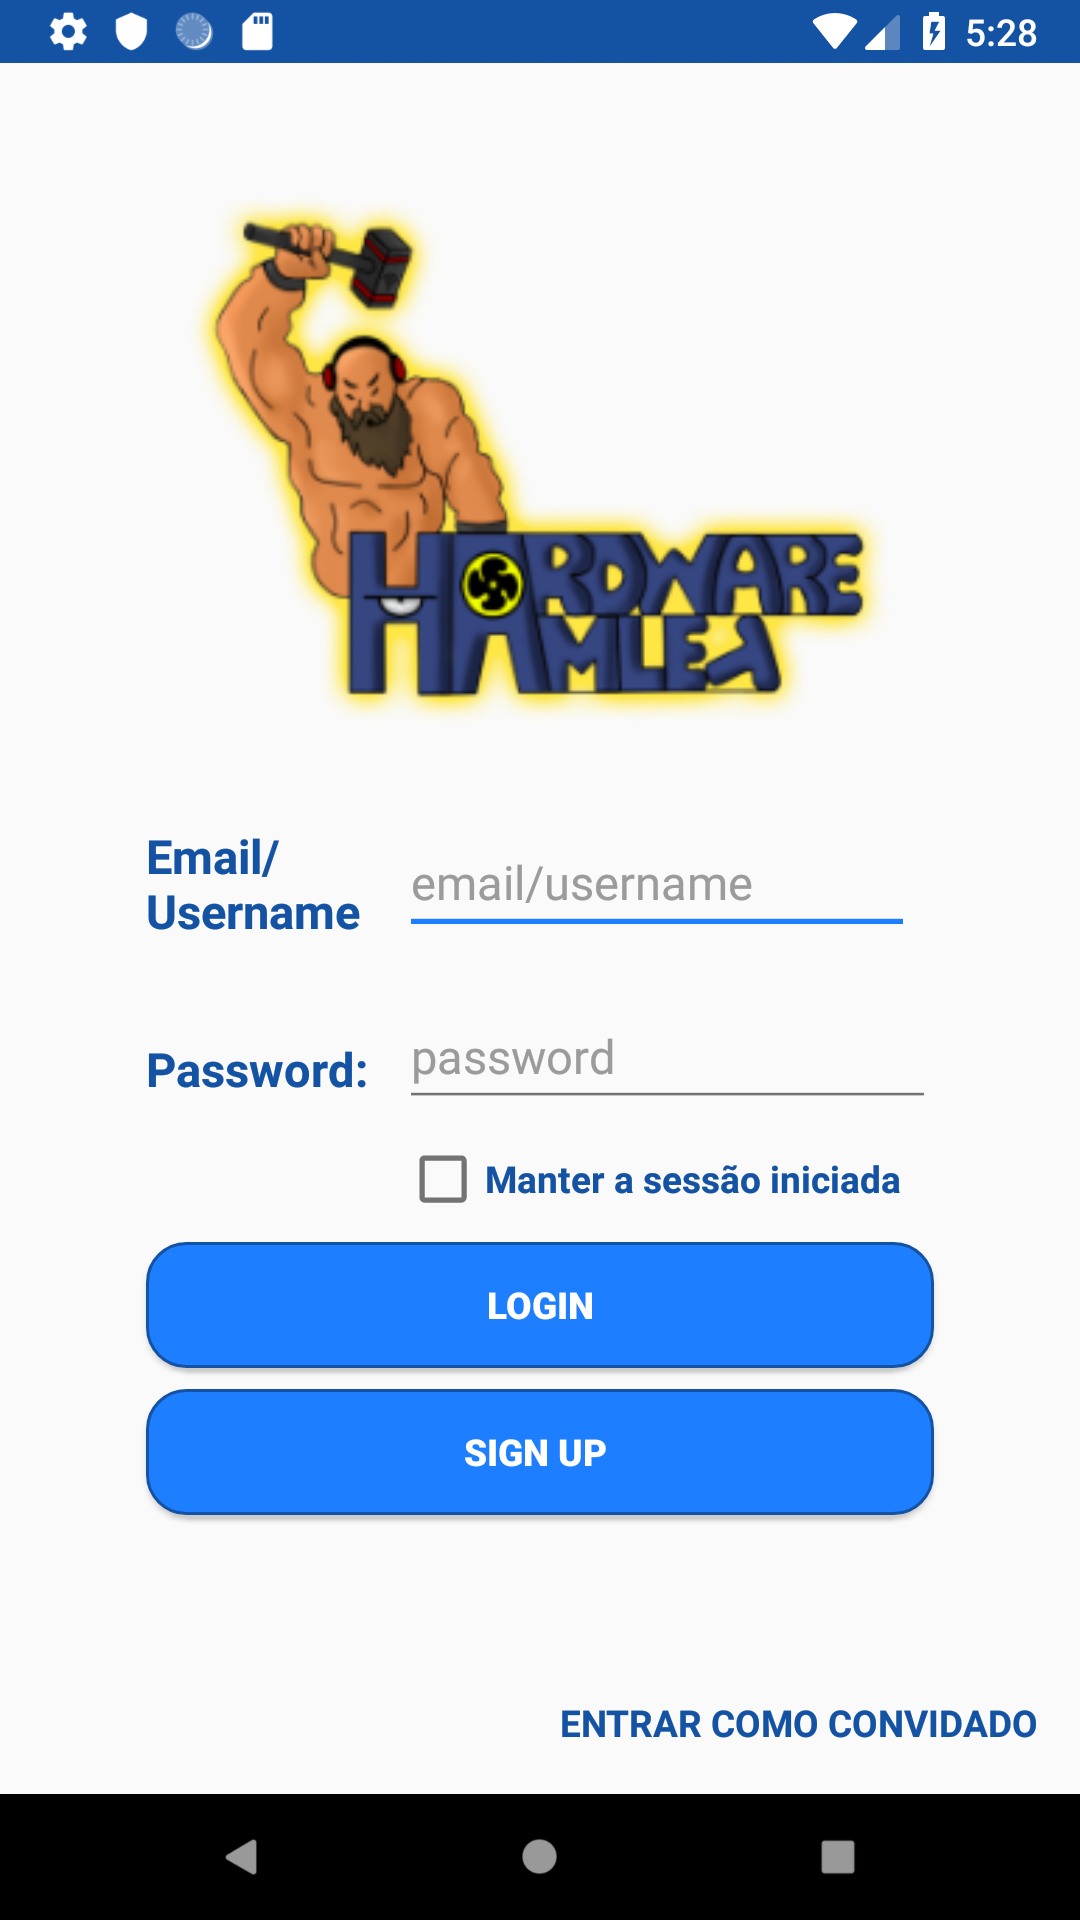 5:28
HARDWARE
HAMLET
Email/
Username
email/username
Password:
password
Manter a sessão iniciada
LOGIN
SIGN UP
ENTRAR COMO CONVIDADO